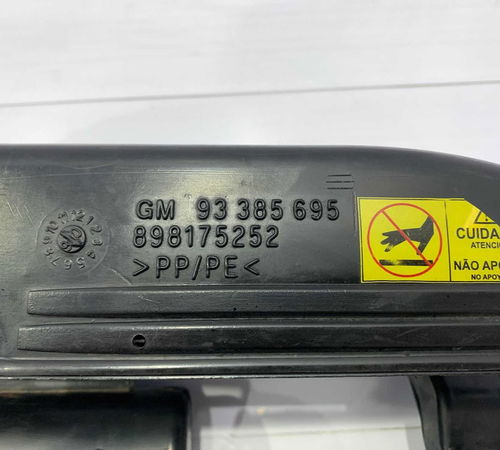 GM 93 385 695
898175252
>PP/PE<
CUIDA
ATENCI
NÃO APO
NO APOY